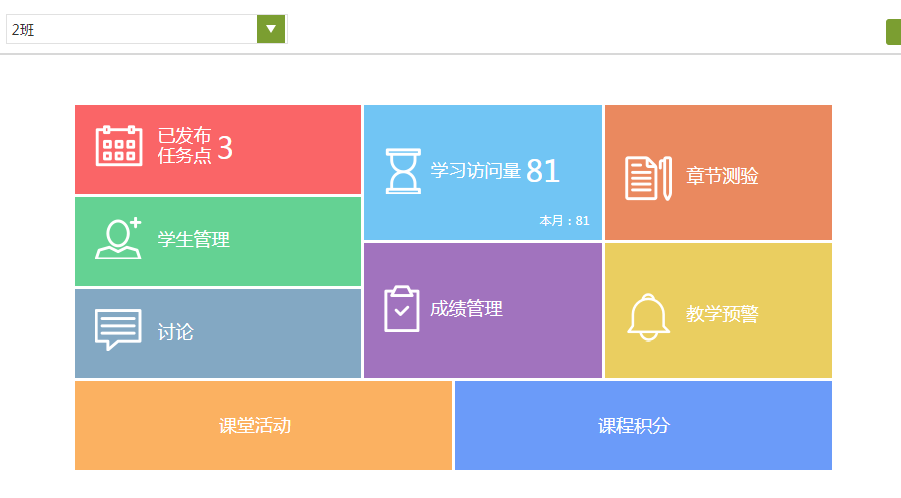 2班
已发布
任务点 3
学习访问量 81
本月：81
章节测验
学生管理
讨论
成绩管理
教学预警
课堂活动
课程积分